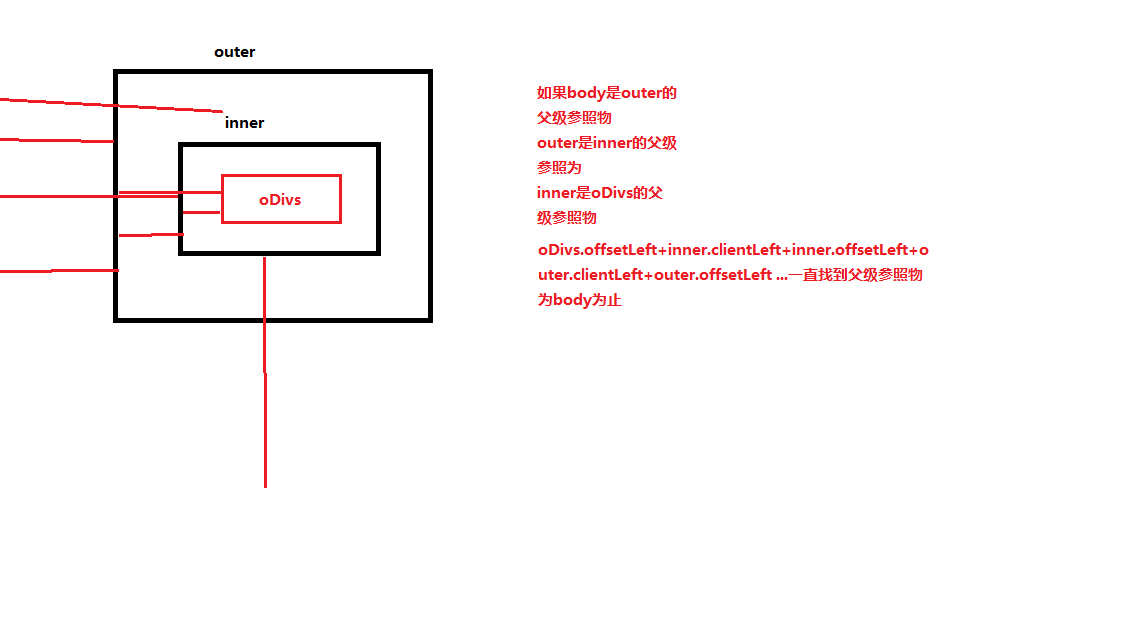 outer
inner
oDivs
如果body是outer的
父级参照物
outer是inner的父级
参照为
inner是oDivs的父
级参照物
oDivs.offsetLeft+inner.clientLeft+inner.offsetLeft+o
uter.clientLeft+outer.offsetLeft ...一直找到父级参照物
为body为止